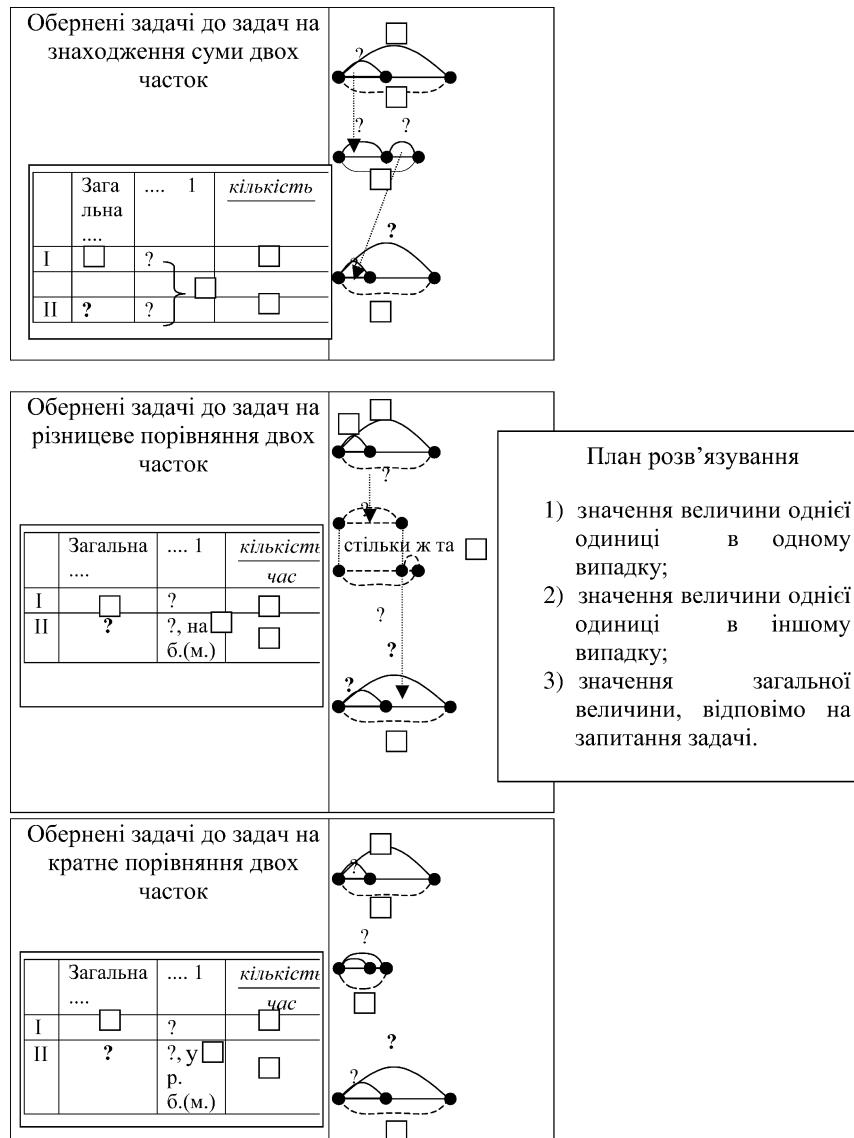 Обернені задачі до задач на
знаходження суми двох
часток
?
? ?
Зага
льна
....
.... 1
кількість
I ?
II ? ?
?
?
Обернені задачі до задач на
різницеве порівняння двох
часток
?
?
стільки ж та
Загальна
....
.... 1
кількість
час
I ?
II ? ?, на
б.(м.)
?
?
?
План розв’язування
1) значення величини однієї
одиниці в одному
випадку;
2) значення величини однієї
одиниці в іншому
випадку;
3) значення загальної
величини, відповімо на
запитання задачі.
Обернені задачі до задач на
кратне порівняння двох
часток
?
?
Загальна
....
.... 1
кількість
час
I ?
II ? ?, у
р.
б.(м.)
?
?